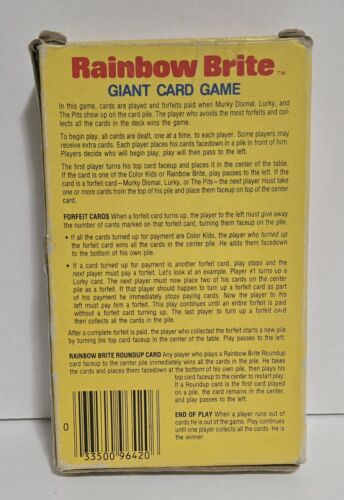 Rainbow Brite™
GIANT CARD GAME
In this game, cards are played and forfeits paid when Murky Dismal, Lurky, and
The Pits show up on the card pile. The player who avoids the most forfeits and col-
lects all the cards in the deck wins the game.
To begin play, all cards are dealt, one at a time, to each player. Some players may
receive extra cards. Each player places his cards facedown in a pile in front of him.
Players decide who will begin play; play will then pass to the left.
The first player turns his top card faceup and places it in the center of the table.
If the card is one of the Color Kids or Rainbow Brite, play passes to the left. If the
card is a forfeit card—Murky Dismal, Lurky, or The Pits—the next player must take
one or more cards from the top of his pile and place them faceup on top of the center
card.
FORFEIT CARDS When a forfeit card turns up, the player to the left must give away
the number of cards marked on that forfeit card, turning them faceup on the pile.
• If all the cards turned up for payment are Color Kids, the player who turned up
the forfeit card wins all the cards in the center pile. He adds them facedown
to the bottom of his own pile.
• If a card turned up for payment is another forfeit card, play stops and the
next player must pay a forfeit. Let's look at an example. Player #1 turns up a
Lurky card. The next player must now place two of his cards on the center
pile as a forfeit. If that player should happen to turn up a forfeit card as part
of his payment he immediately stops paying cards. Now the player to his
left must pay him a forfeit. This play continues until an entire forfeit is paid
without a forfeit card turning up. The last player to turn up a forfeit card
then collects all the cards in the pile.
After a complete forfeit is paid, the player who collected the forfeit starts a new pile
by turning his top card faceup in the center of the table. Play passes to the left.
RAINBOW BRITE ROUNDUP CARD Any player who plays a Rainbow Brite Roundup
card faceup to the center pile immediately wins all the cards in the pile. He takes
the cards and places them facedown at the bottom of his own pile, then plays his
top card faceup to the center to restart play.
If a Roundup card is the first card played
on a pile, the card remains in the center,
and play passes to the left.
END OF PLAY When a player runs out of
cards he is out of the game. Play continues
until one player collects all the cards. He is
the winner.
0
33500 96420